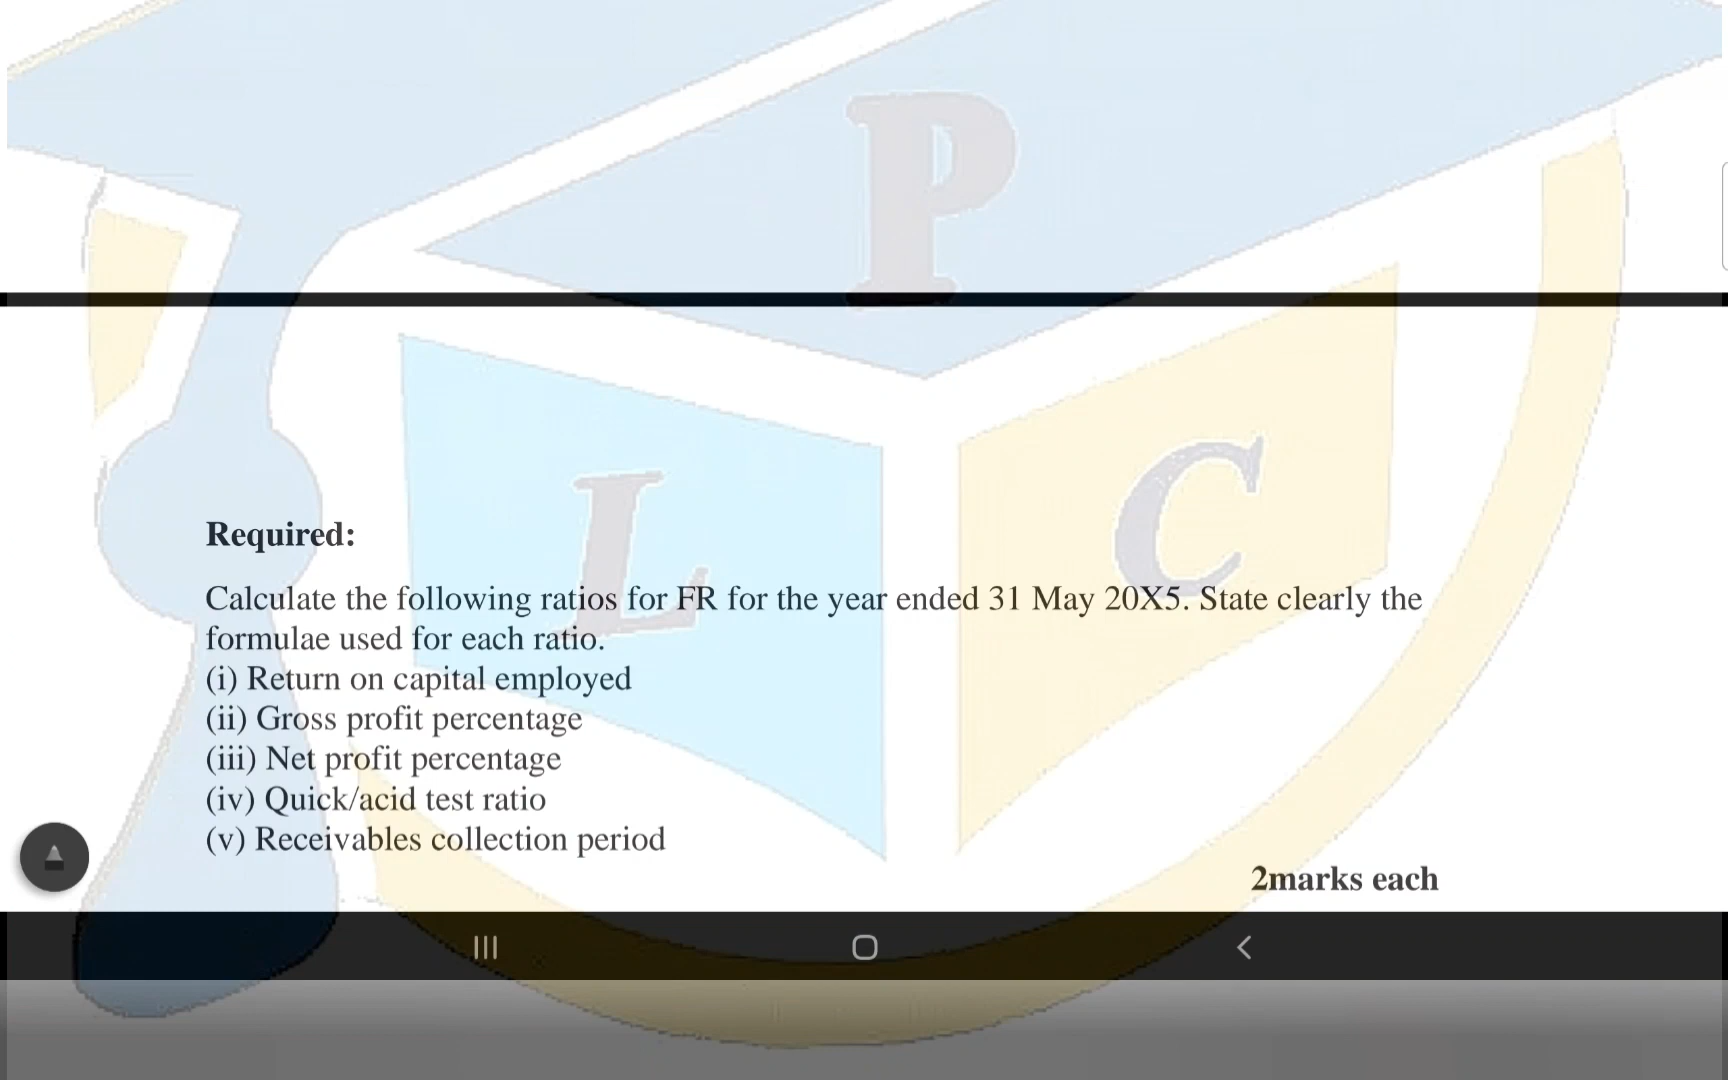 P
L
C
Required:
Calculate the following ratios for FR for the year ended 31 May 20X5. State clearly the
formulae used for each ratio.
(i) Return on capital employed
(ii) Gross profit percentage
(iii) Net profit percentage
(iv) Quick/acid test ratio
(v) Receivables collection period
2marks each